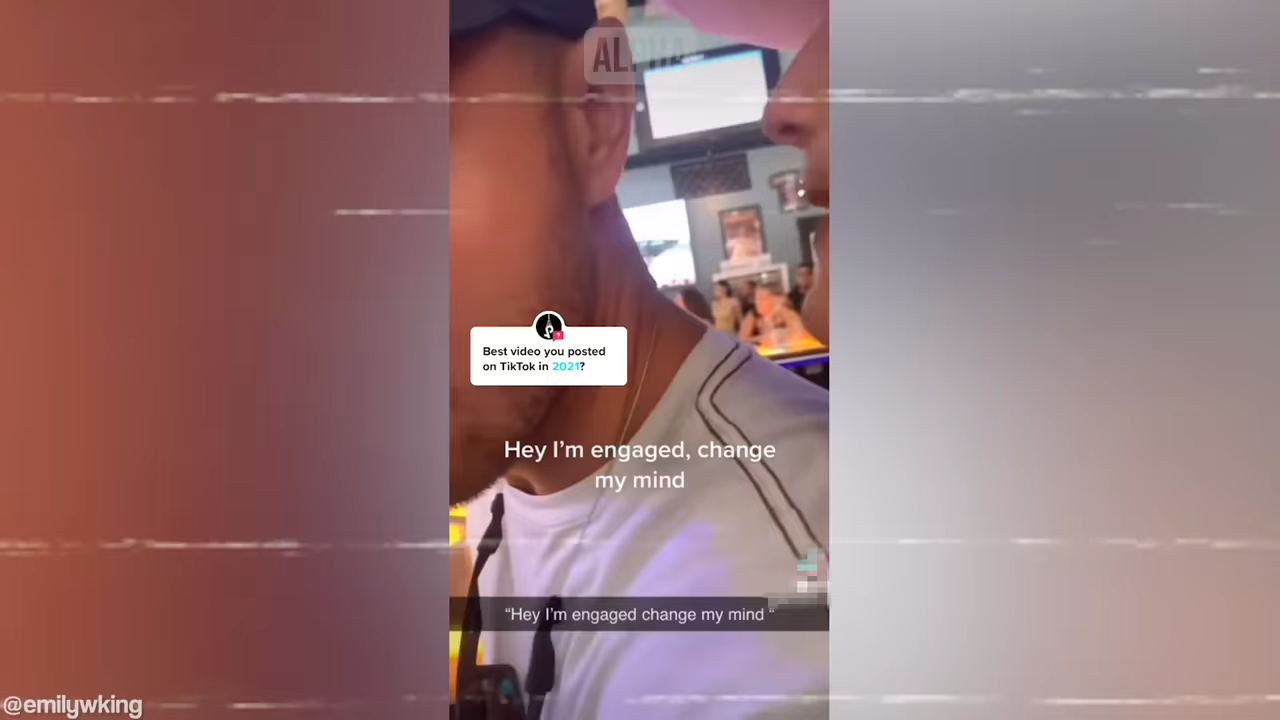 ALPHA
Best video you posted
on TikTok in 2021?
Hey I’m engaged, change
my mind
“Hey I’m engaged change my mind “
@emilywking